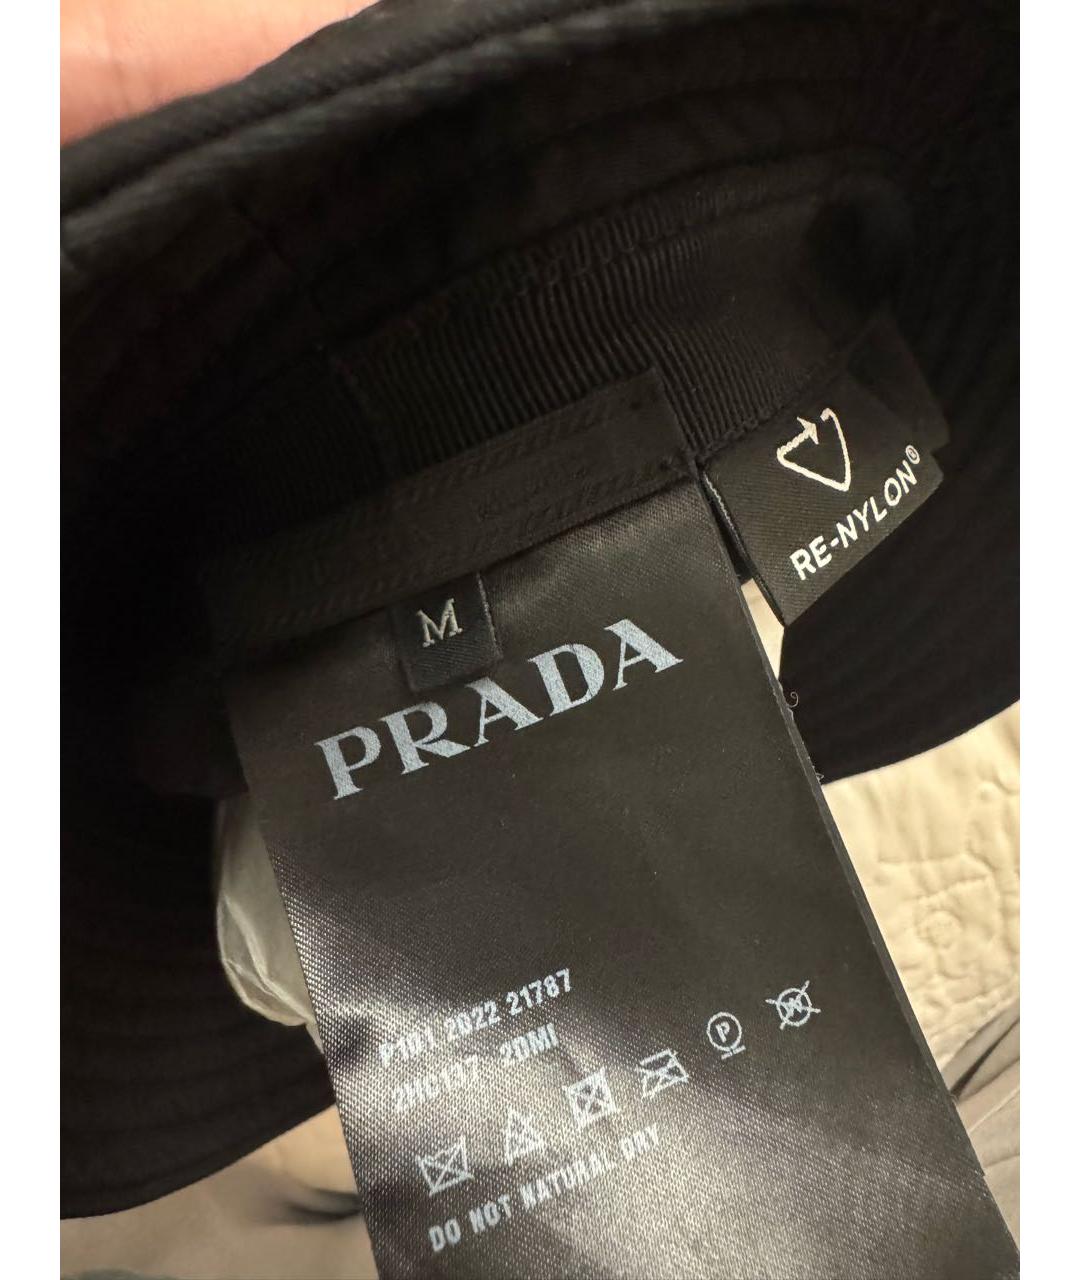 RE-NYLON®
M
PRADA
P101 2022 21787
2HC137 2DMI
P
W
DO NOT NATURAL DRY